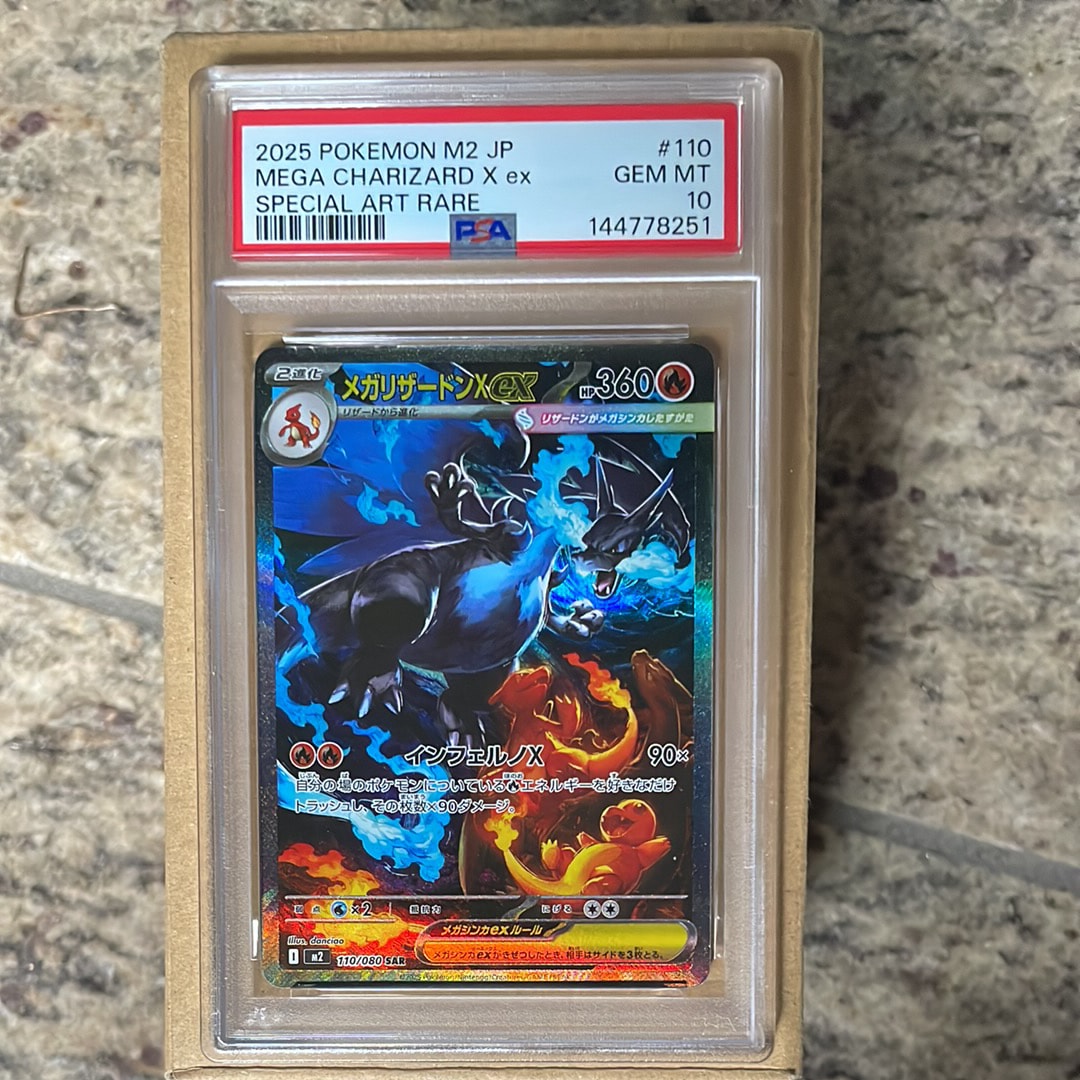 2025 POKEMON M2 JP #110
MEGA CHARIZARD X ex GEM MT
SPECIAL ART RARE 10
PSA 144778251
2進化 メガリザードンXex HP360
リザードから進化 リザードンがメガシンカしたすがた
インフェルノX 90×
自分の場のポケモンについているエネルギーを好きなだけ
トラッシュし、その枚数×90ダメージ。
弱点 ×2 抵抗力 にげる
Illus. danciao メガシンカexルール
I M2 110/080 SAR メガシンカexがきぜつしたとき、相手はサイドを3枚とる。